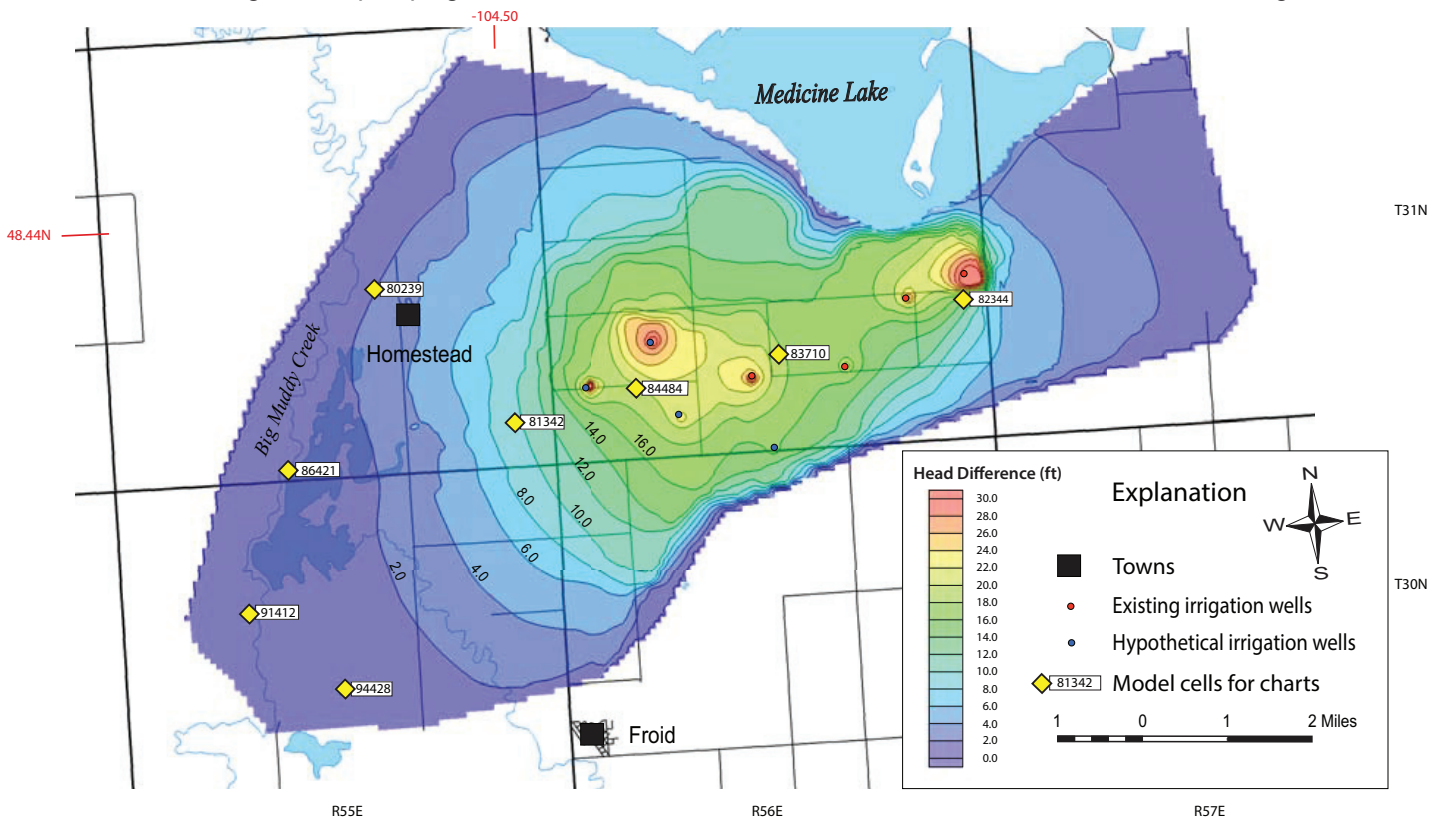 -104.50
Medicine Lake
T31N
48.44N
80239
82344
Homestead
83710
Big Muddy Creek
84484
81342
14.0
16.0
12.0
86421
8.0
10.0
6.0
2.0
4.0
91412
94428
Froid
Head Difference (ft)
30.0
28.0
26.0
24.0
22.0
20.0
18.0
16.0
14.0
12.0
10.0
8.0
6.0
4.0
2.0
0.0
Explanation
N
W E
S
Towns
Existing irrigation wells
Hypothetical irrigation wells
81342 Model cells for charts
1 0 1 2 Miles
T30N
R55E
R56E
R57E